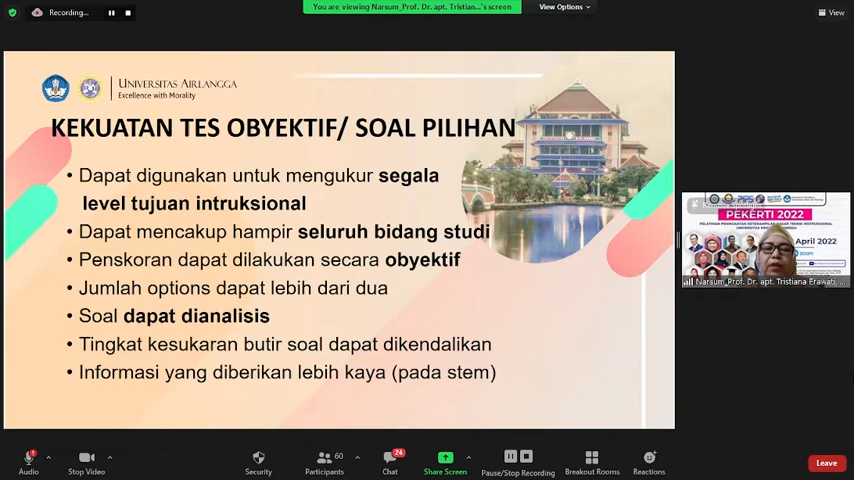 Recording...
You are viewing Narsum_Prof. Dr. apt. Tristian...'s screen
View Options
View
UNIVERSITAS AIRLANGGA
Excellence with Morality
KEKUATAN TES OBYEKTIF/ SOAL PILIHAN
• Dapat digunakan untuk mengukur segala
level tujuan intruksional
• Dapat mencakup hampir seluruh bidang studi
• Penskoran dapat dilakukan secara obyektif
• Jumlah options dapat lebih dari dua
• Soal dapat dianalisis
• Tingkat kesukaran butir soal dapat dikendalikan
• Informasi yang diberikan lebih kaya (pada stem)
PEKERTI 2022
April 2022
zoom
Narsum_Prof. Dr. apt. Tristiana Erawati, ...
Audio
Stop Video
Security
60
Participants
24
Chat
Share Screen
Pause/Stop Recording
Breakout Rooms
Reactions
Leave